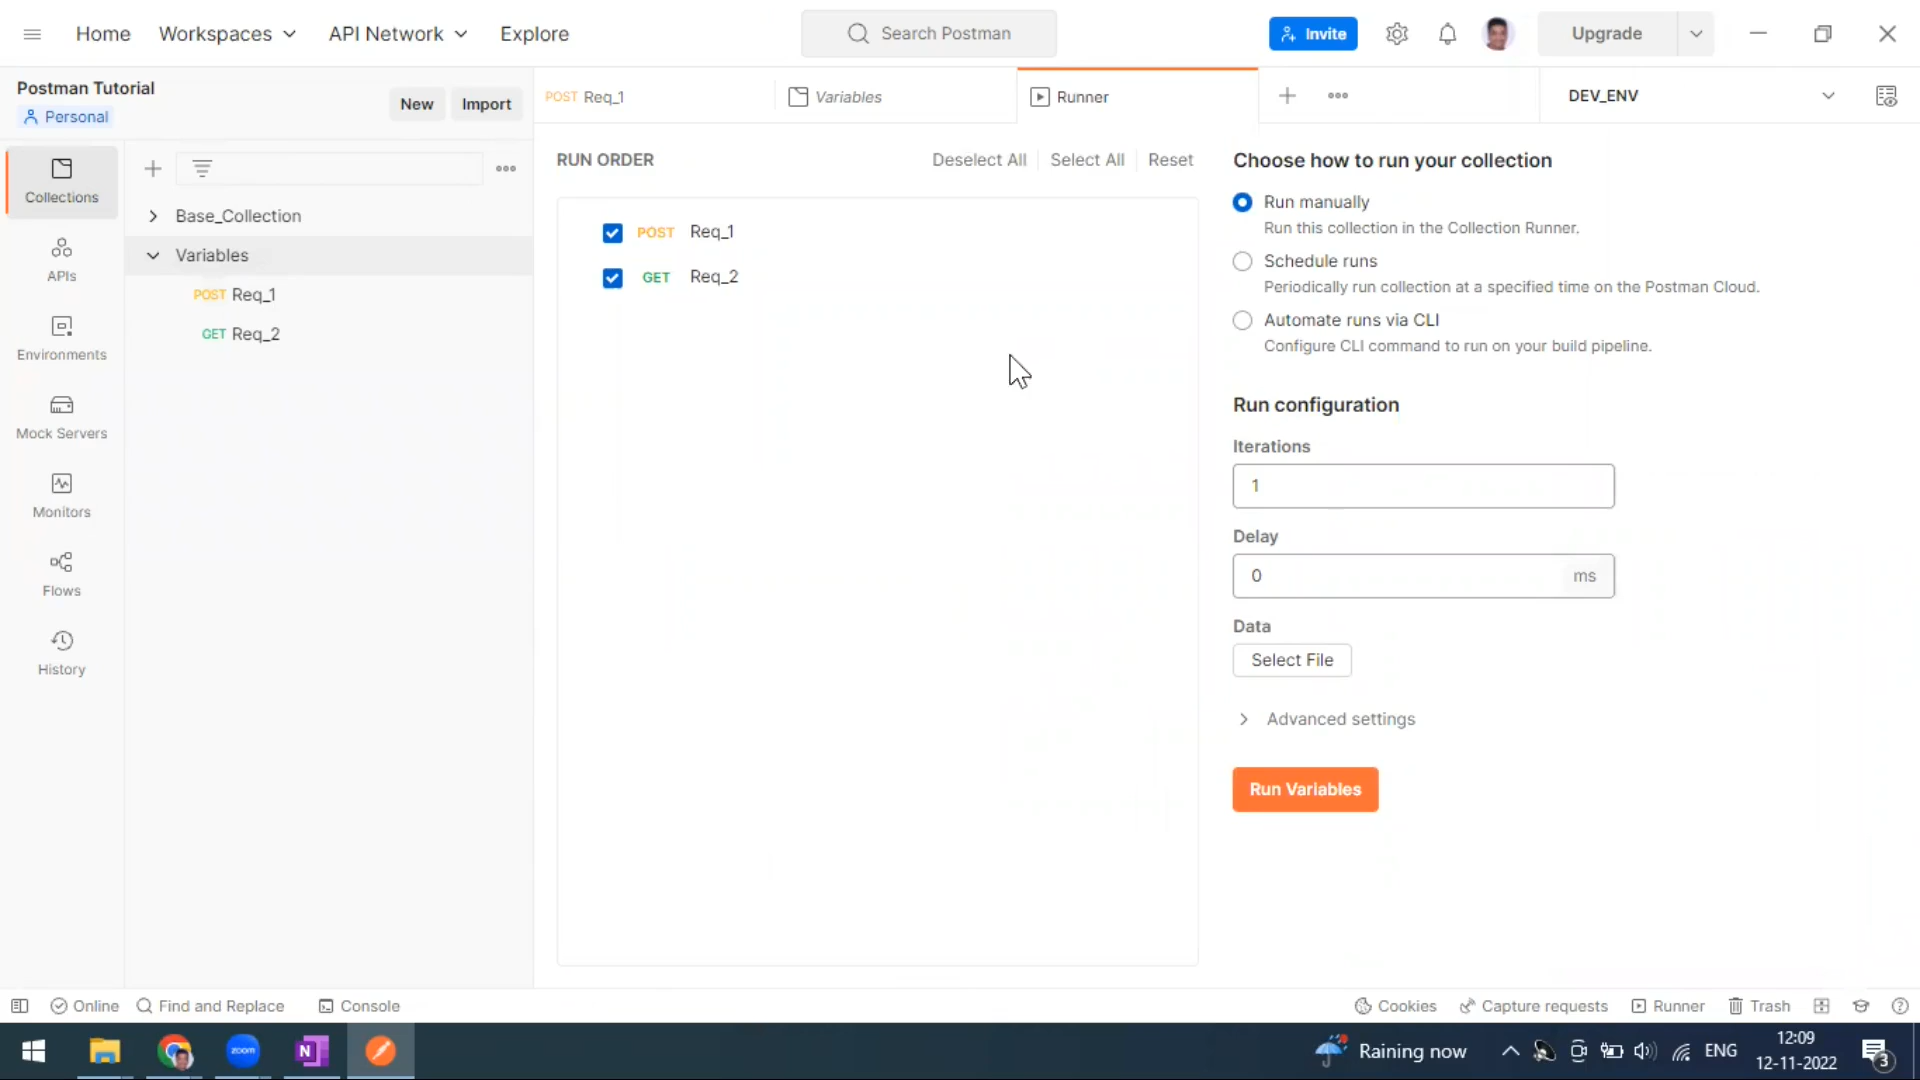 Home
Workspaces
API Network
Explore
Search Postman
Invite
Upgrade
Postman Tutorial
Personal
New
Import
POST Req_1
Variables
Runner
DEV_ENV
Collections
APIs
Environments
Mock Servers
Monitors
Flows
History
Base_Collection
Variables
POST Req_1
GET Req_2
RUN ORDER
Deselect All
Select All
Reset
POST Req_1
GET Req_2
Choose how to run your collection
Run manually
Run this collection in the Collection Runner.
Schedule runs
Periodically run collection at a specified time on the Postman Cloud.
Automate runs via CLI
Configure CLI command to run on your build pipeline.
Run configuration
Iterations
1
Delay
0 ms
Data
Select File
Advanced settings
Run Variables
Online
Find and Replace
Console
Cookies
Capture requests
Runner
Trash
zoom
N
Raining now
ENG
12:09
12-11-2022
3